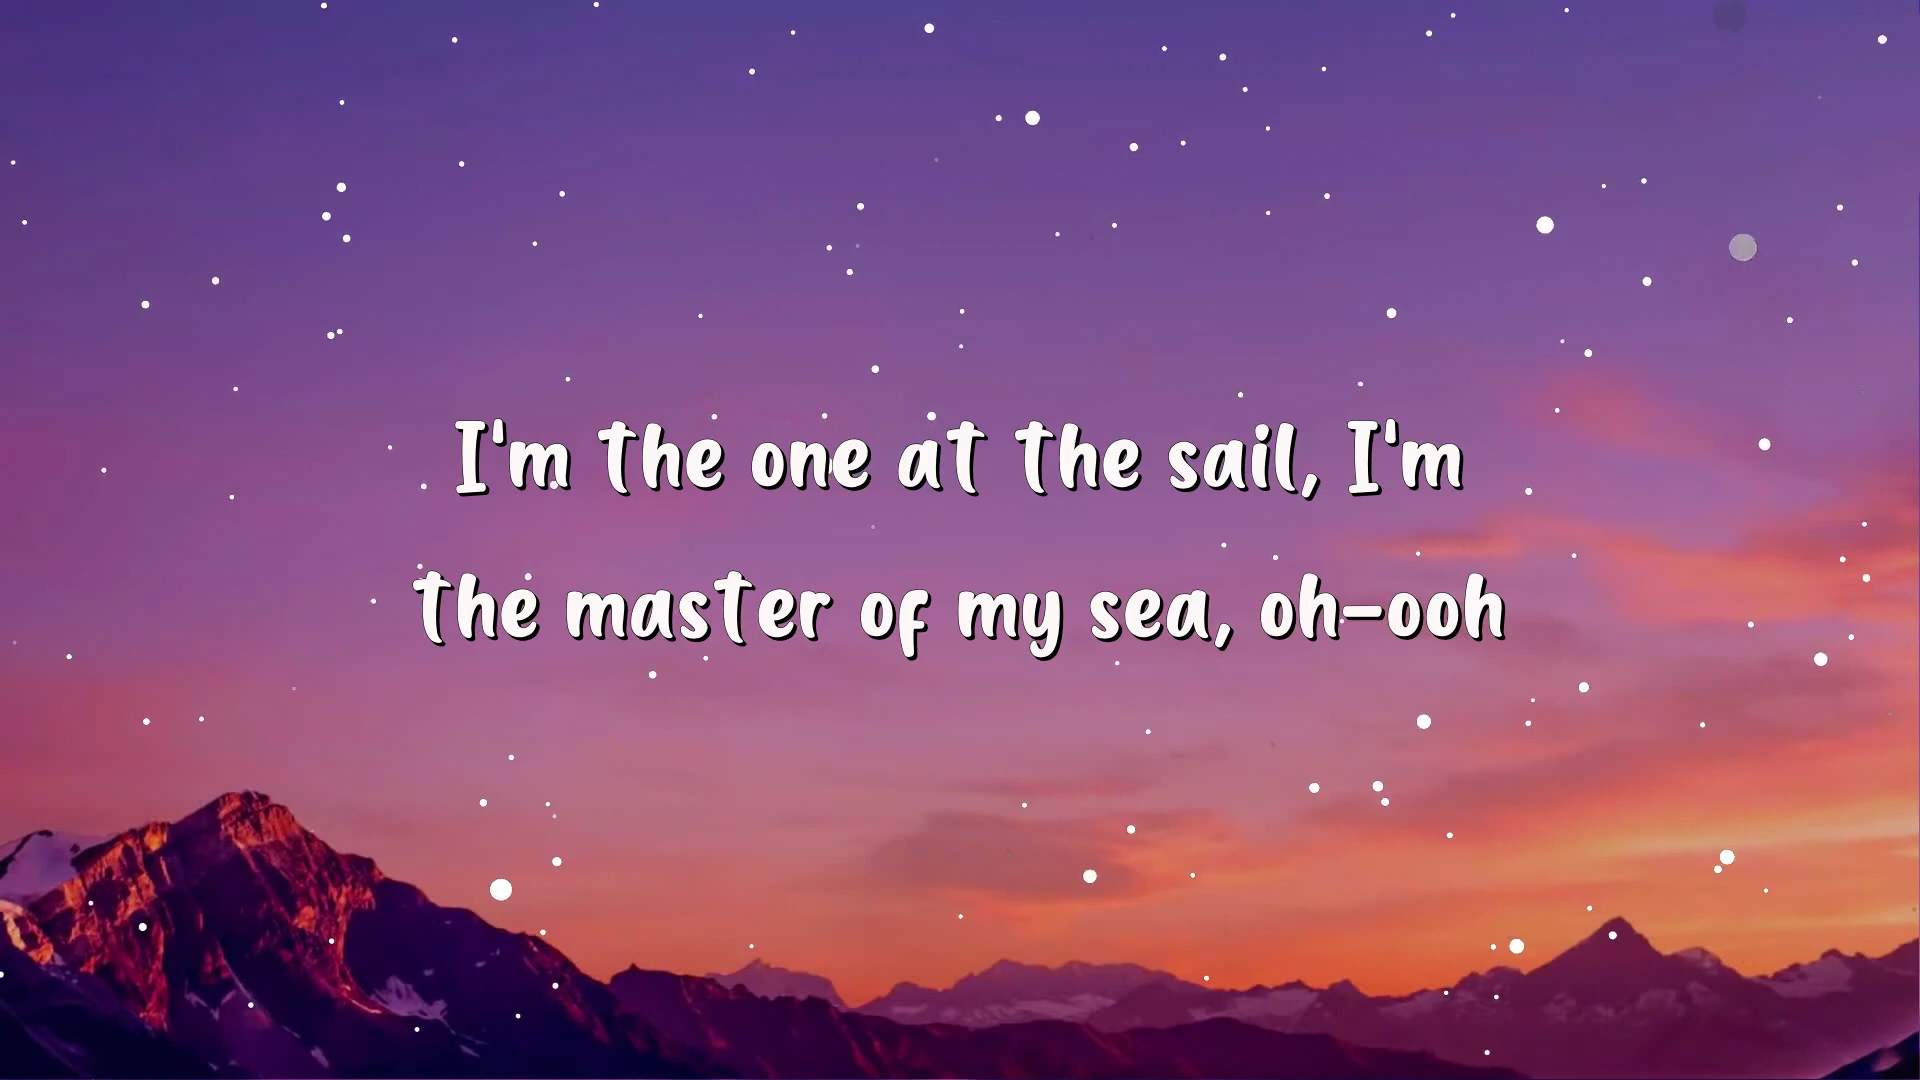 I'm the one at the sail, I'm
the master of my sea, oh-ooh